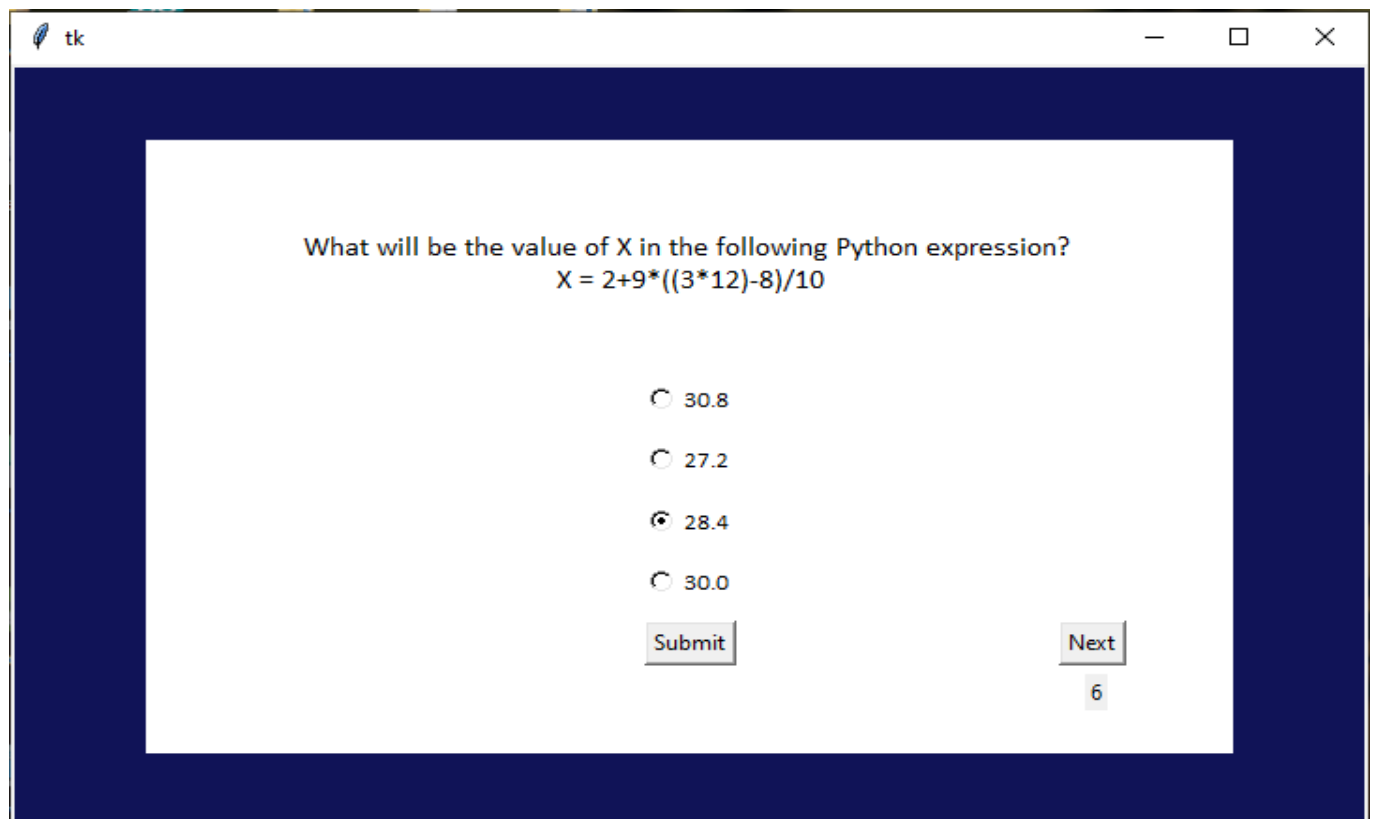 tk
What will be the value of X in the following Python expression?
X = 2+9*((3*12)-8)/10
30.8
27.2
28.4
30.0
Submit
Next
6